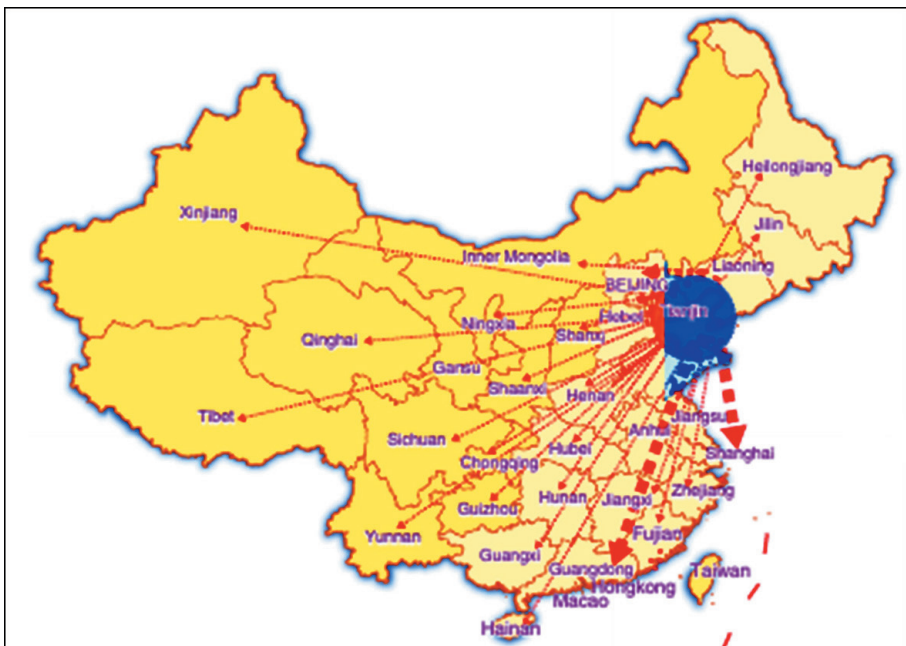 Heilongjiang
Xinjiang
Jilin
Inner Mongolia
Liaoning
BEIJING
Tianjin
Hebei
Ningxia
Shanxi
Qinghai
Gansu
Shaanxi
Henan
Tibet
Jiangsu
Anhui
Sichuan
Hubei
Shanghai
Chongqing
Zhejiang
Hunan
Jiangxi
Guizhou
Yunnan
Fujian
Guangxi
Guangdong
Taiwan
Hongkong
Macao
Hainan